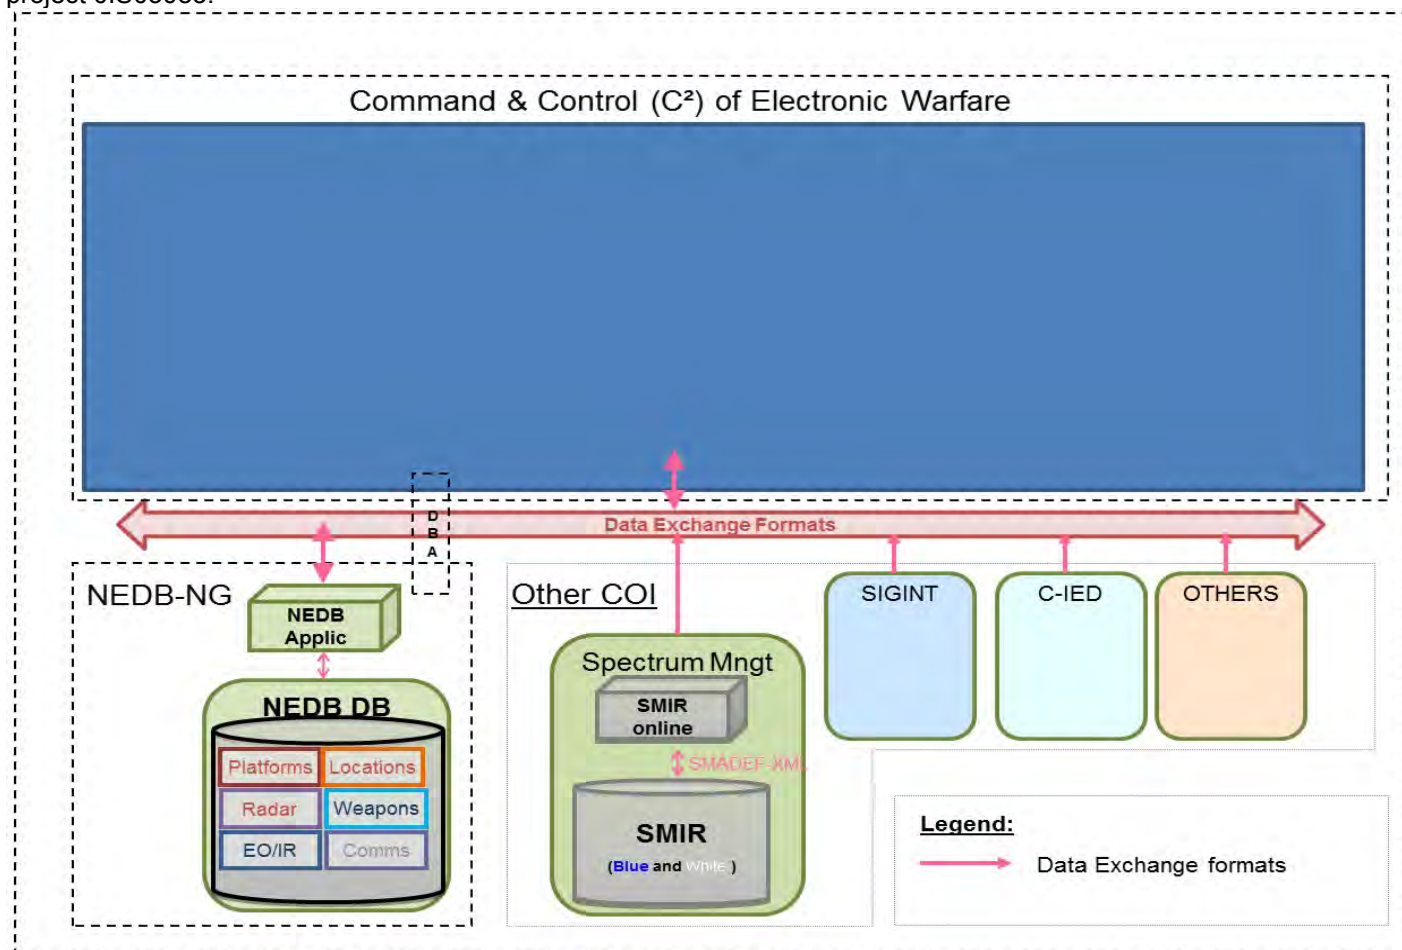 Command & Control (C²) of Electronic Warfare
Data Exchange Formats
D
B
A
NEDB-NG
NEDB
Applic
NEDB DB
Platforms
Locations
Radar
Weapons
EO/IR
Comms
Other COI
Spectrum Mngt
SMIR
online
SMADEF-XML
SMIR
(Blue and White )
SIGINT
C-IED
OTHERS
Legend:
Data Exchange formats